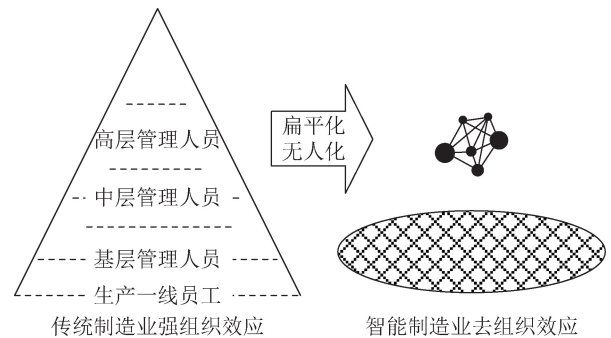 高层管理人员
中层管理人员
基层管理人员
生产一线员工
传统制造业强组织效应
扁平化
无人化
智能制造业去组织效应